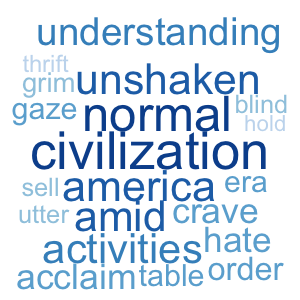 understanding
thrift
grim unshaken
gaze normal blind
hold
civilization
sell america era
utter amid crave
activities hate
acclaim table order